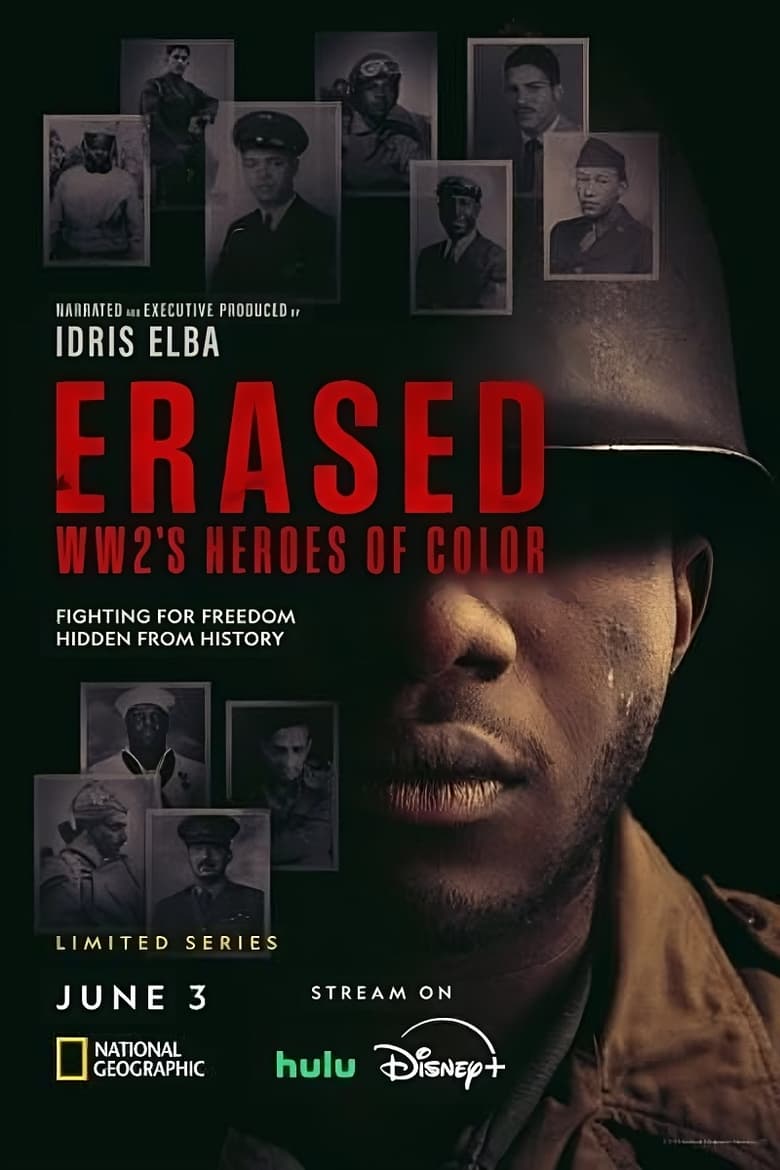 NARRATED AND EXECUTIVE PRODUCED BY
IDRIS ELBA
ERASED
WW2'S HEROES OF COLOR
FIGHTING FOR FREEDOM
HIDDEN FROM HISTORY
LIMITED SERIES
JUNE 3
STREAM ON
NATIONAL
GEOGRAPHIC
hulu
Disney+